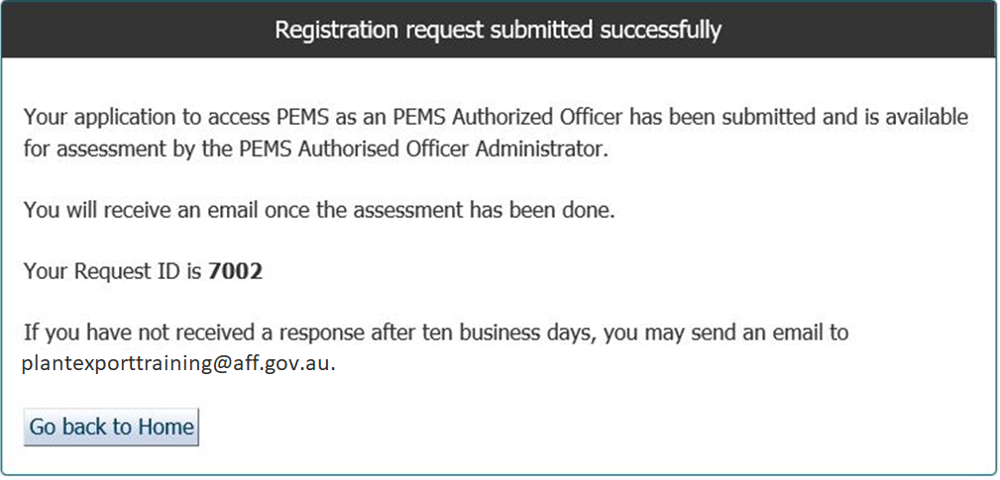 Registration request submitted successfully
Your application to access PEMS as an PEMS Authorized Officer has been submitted and is available
for assessment by the PEMS Authorised Officer Administrator.
You will receive an email once the assessment has been done.
Your Request ID is 7002
If you have not received a response after ten business days, you may send an email to
plantexporttraining@aff.gov.au.
Go back to Home